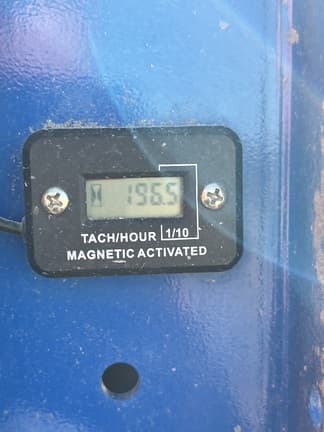 196.5
TACH/HOUR 1/10
MAGNETIC ACTIVATED